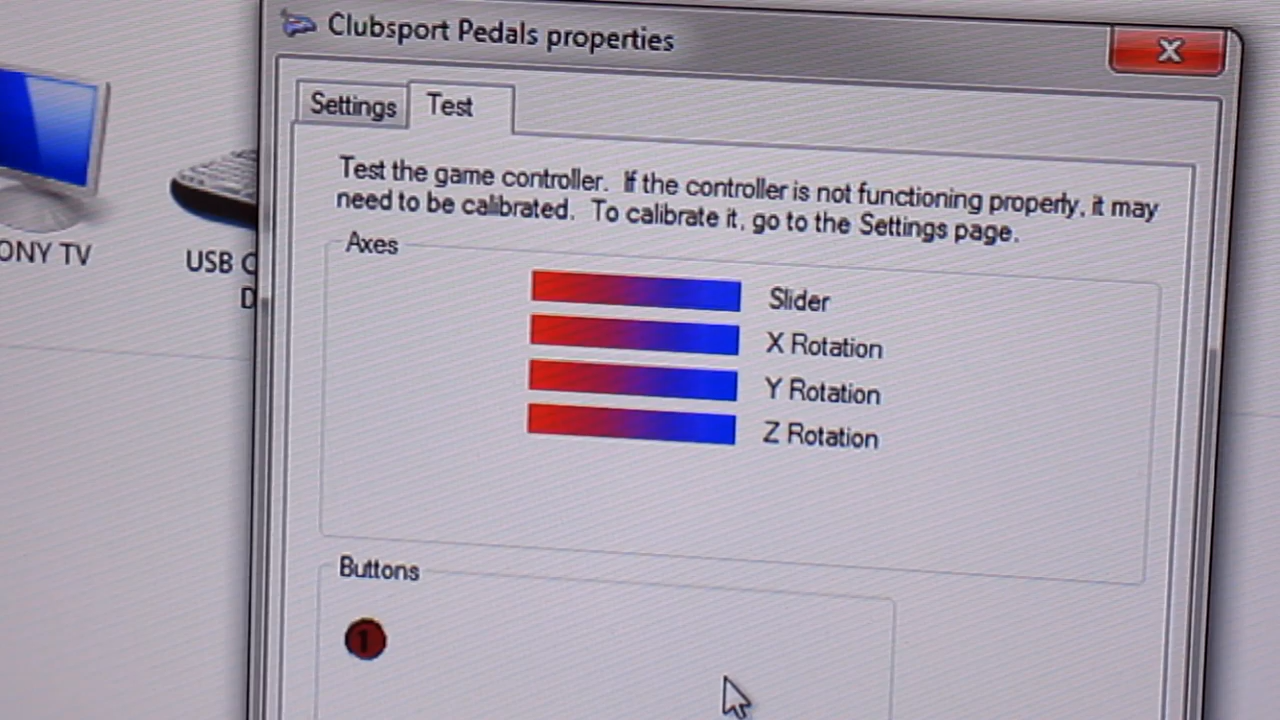 Clubsport Pedals properties
Settings
Test
Test the game controller. If the controller is not functioning properly, it may
need to be calibrated. To calibrate it, go to the Settings page.
Axes
Slider
X Rotation
Y Rotation
Z Rotation
Buttons
1
ONY TV
USB
D